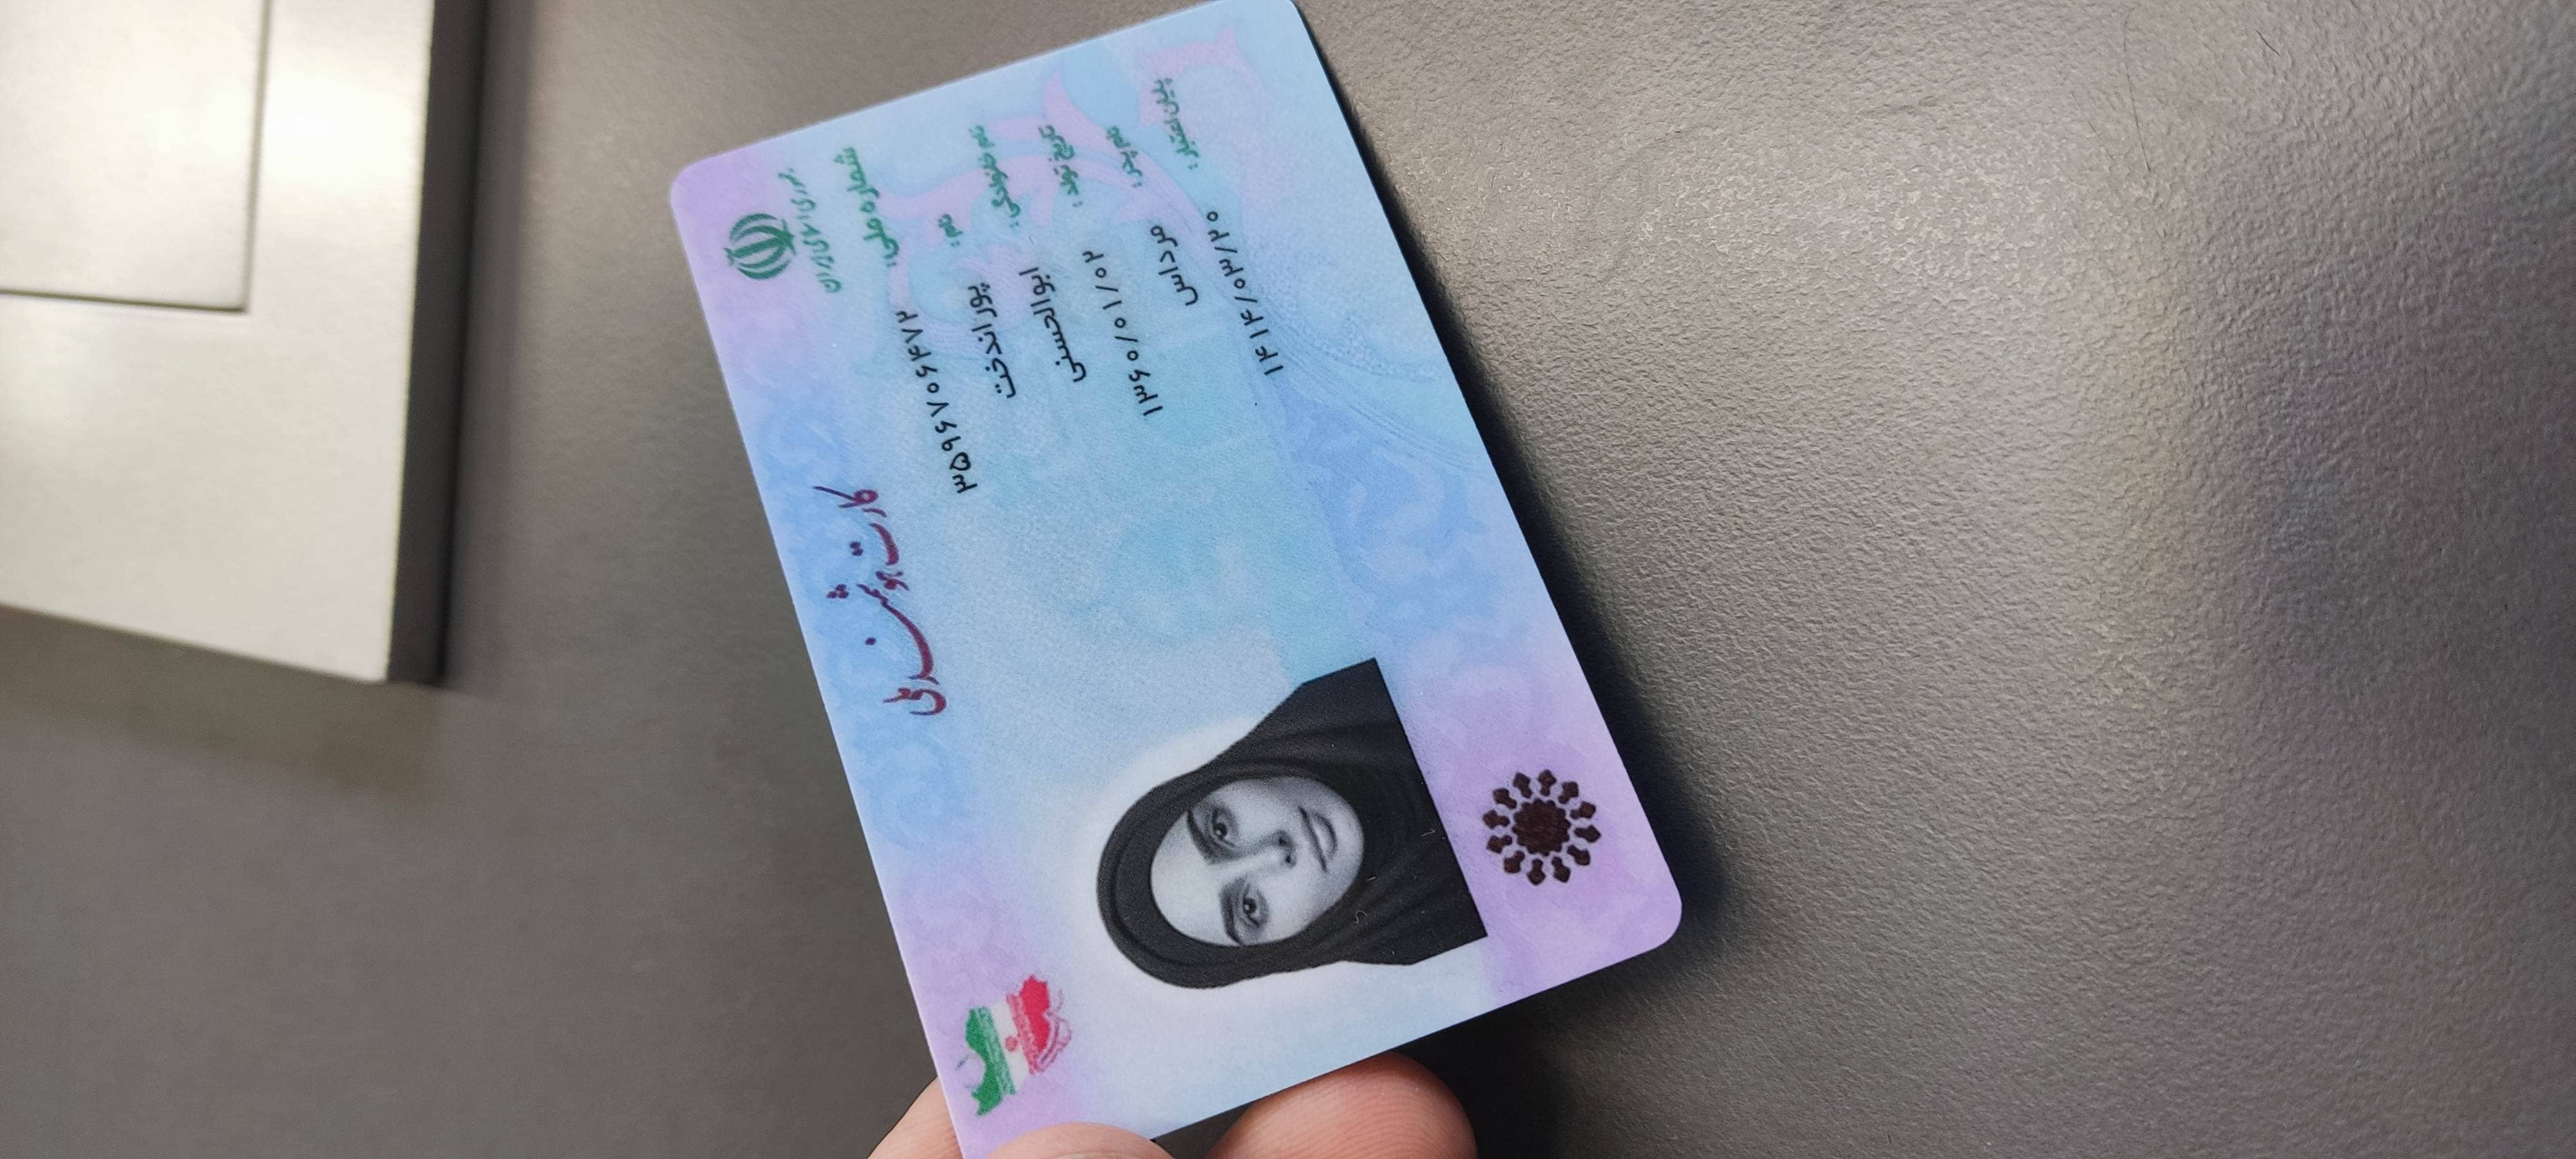 جمهوری اسلامی ایران
کارت هوشمند ملی
شماره ملی: ۳۵۹۶۷۰۶۴۷۲
نام: پوراندخت
نام خانوادگی: ابوالحسنی
تاریخ تولد: ۱۳۶۰/۰۱/۰۲
نام پدر: مرداس
پایان اعتبار: ۱۴۱۴/۰۳/۲۰